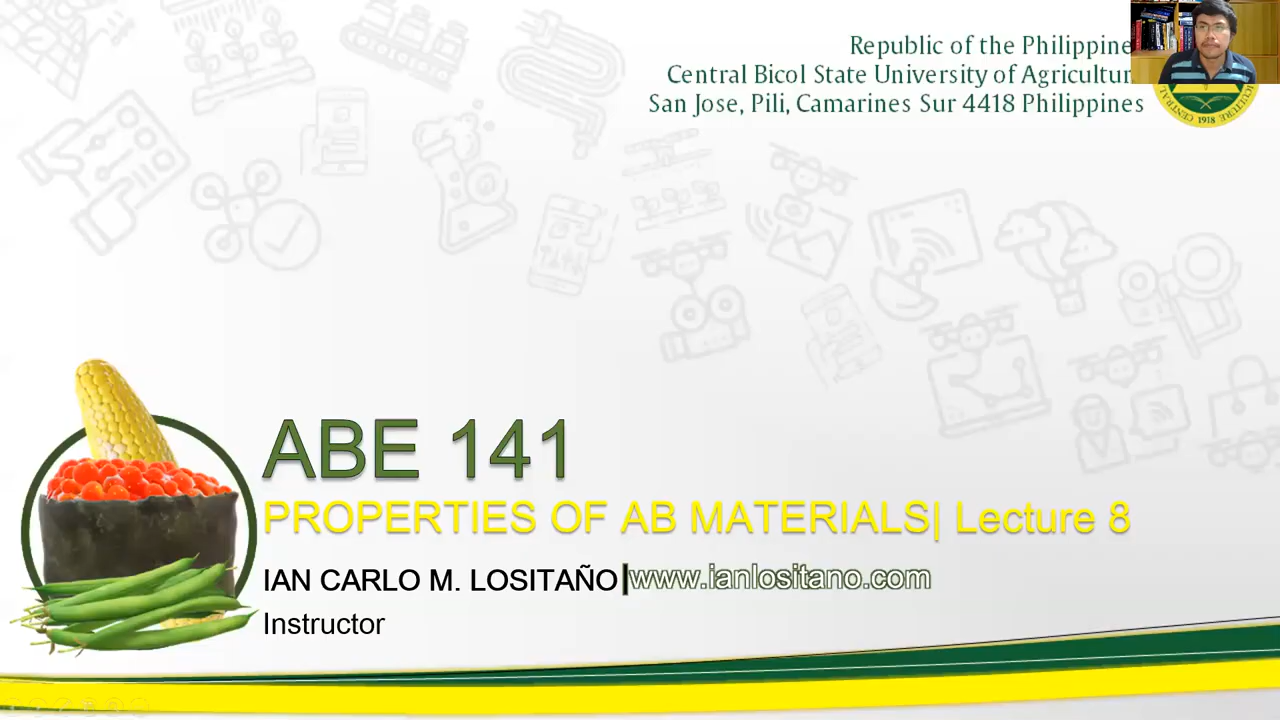 Republic of the Philippine
Central Bicol State University of Agricultur
San Jose, Pili, Camarines Sur 4418 Philippines
1918
ABE 141
PROPERTIES OF AB MATERIALS| Lecture 8
IAN CARLO M. LOSITAÑO |www.ianlositano.com
Instructor